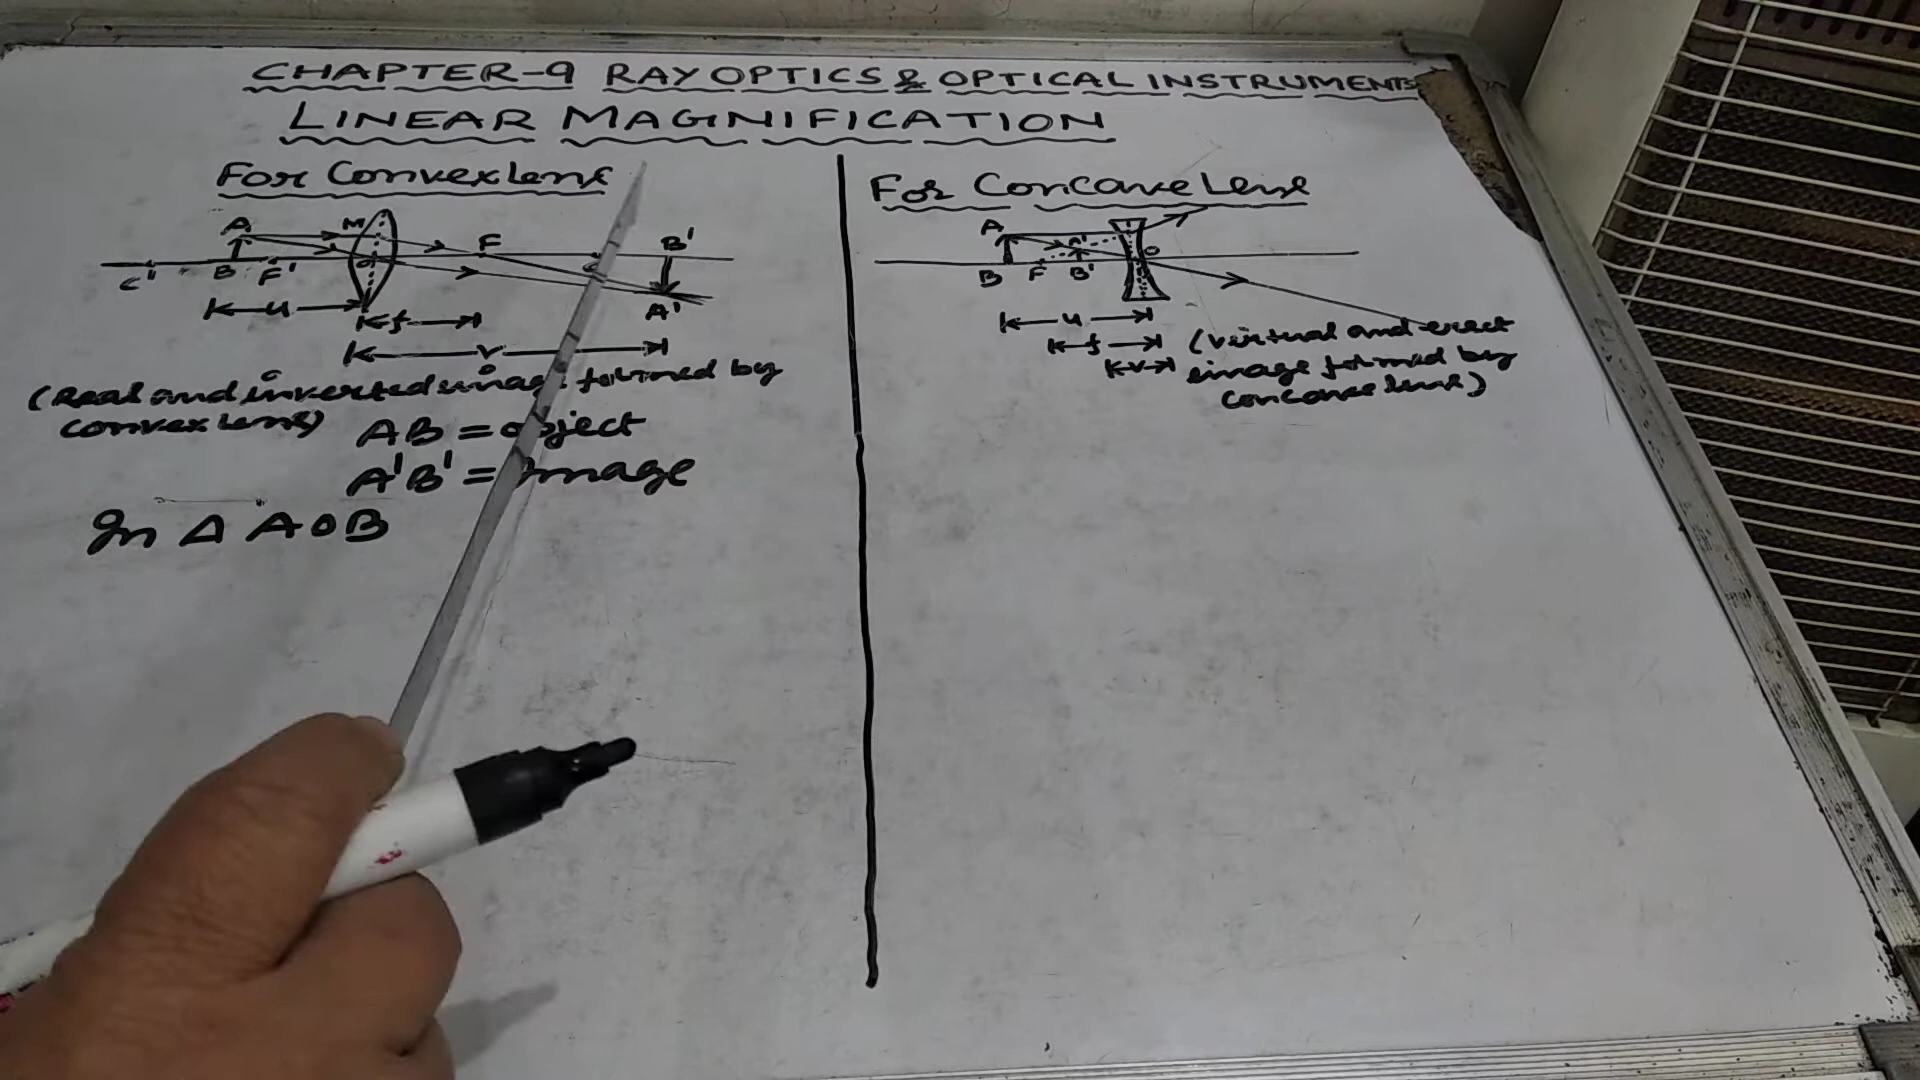 CHAPTER-9 RAY OPTICS & OPTICAL INSTRUMENTS
LINEAR MAGNIFICATION
For Convex Lens
A M F B'
C' B F' O C
A'
u
f
v
(Real and inverted image formed by
convex lens)
AB = object
A'B' = Image
In Δ AOB
For Concave Lens
A A' O
B F B'
u
f
v
(virtual and erect
image formed by
concave lens)